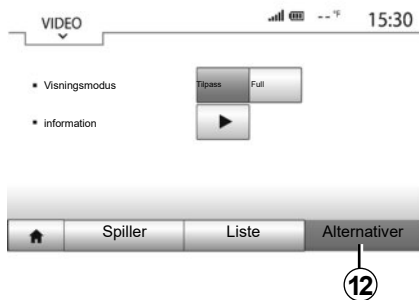 VIDEO
--°F 15:30
Visningsmodus
Tilpass Full
information
Spiller Liste Alternativer
12